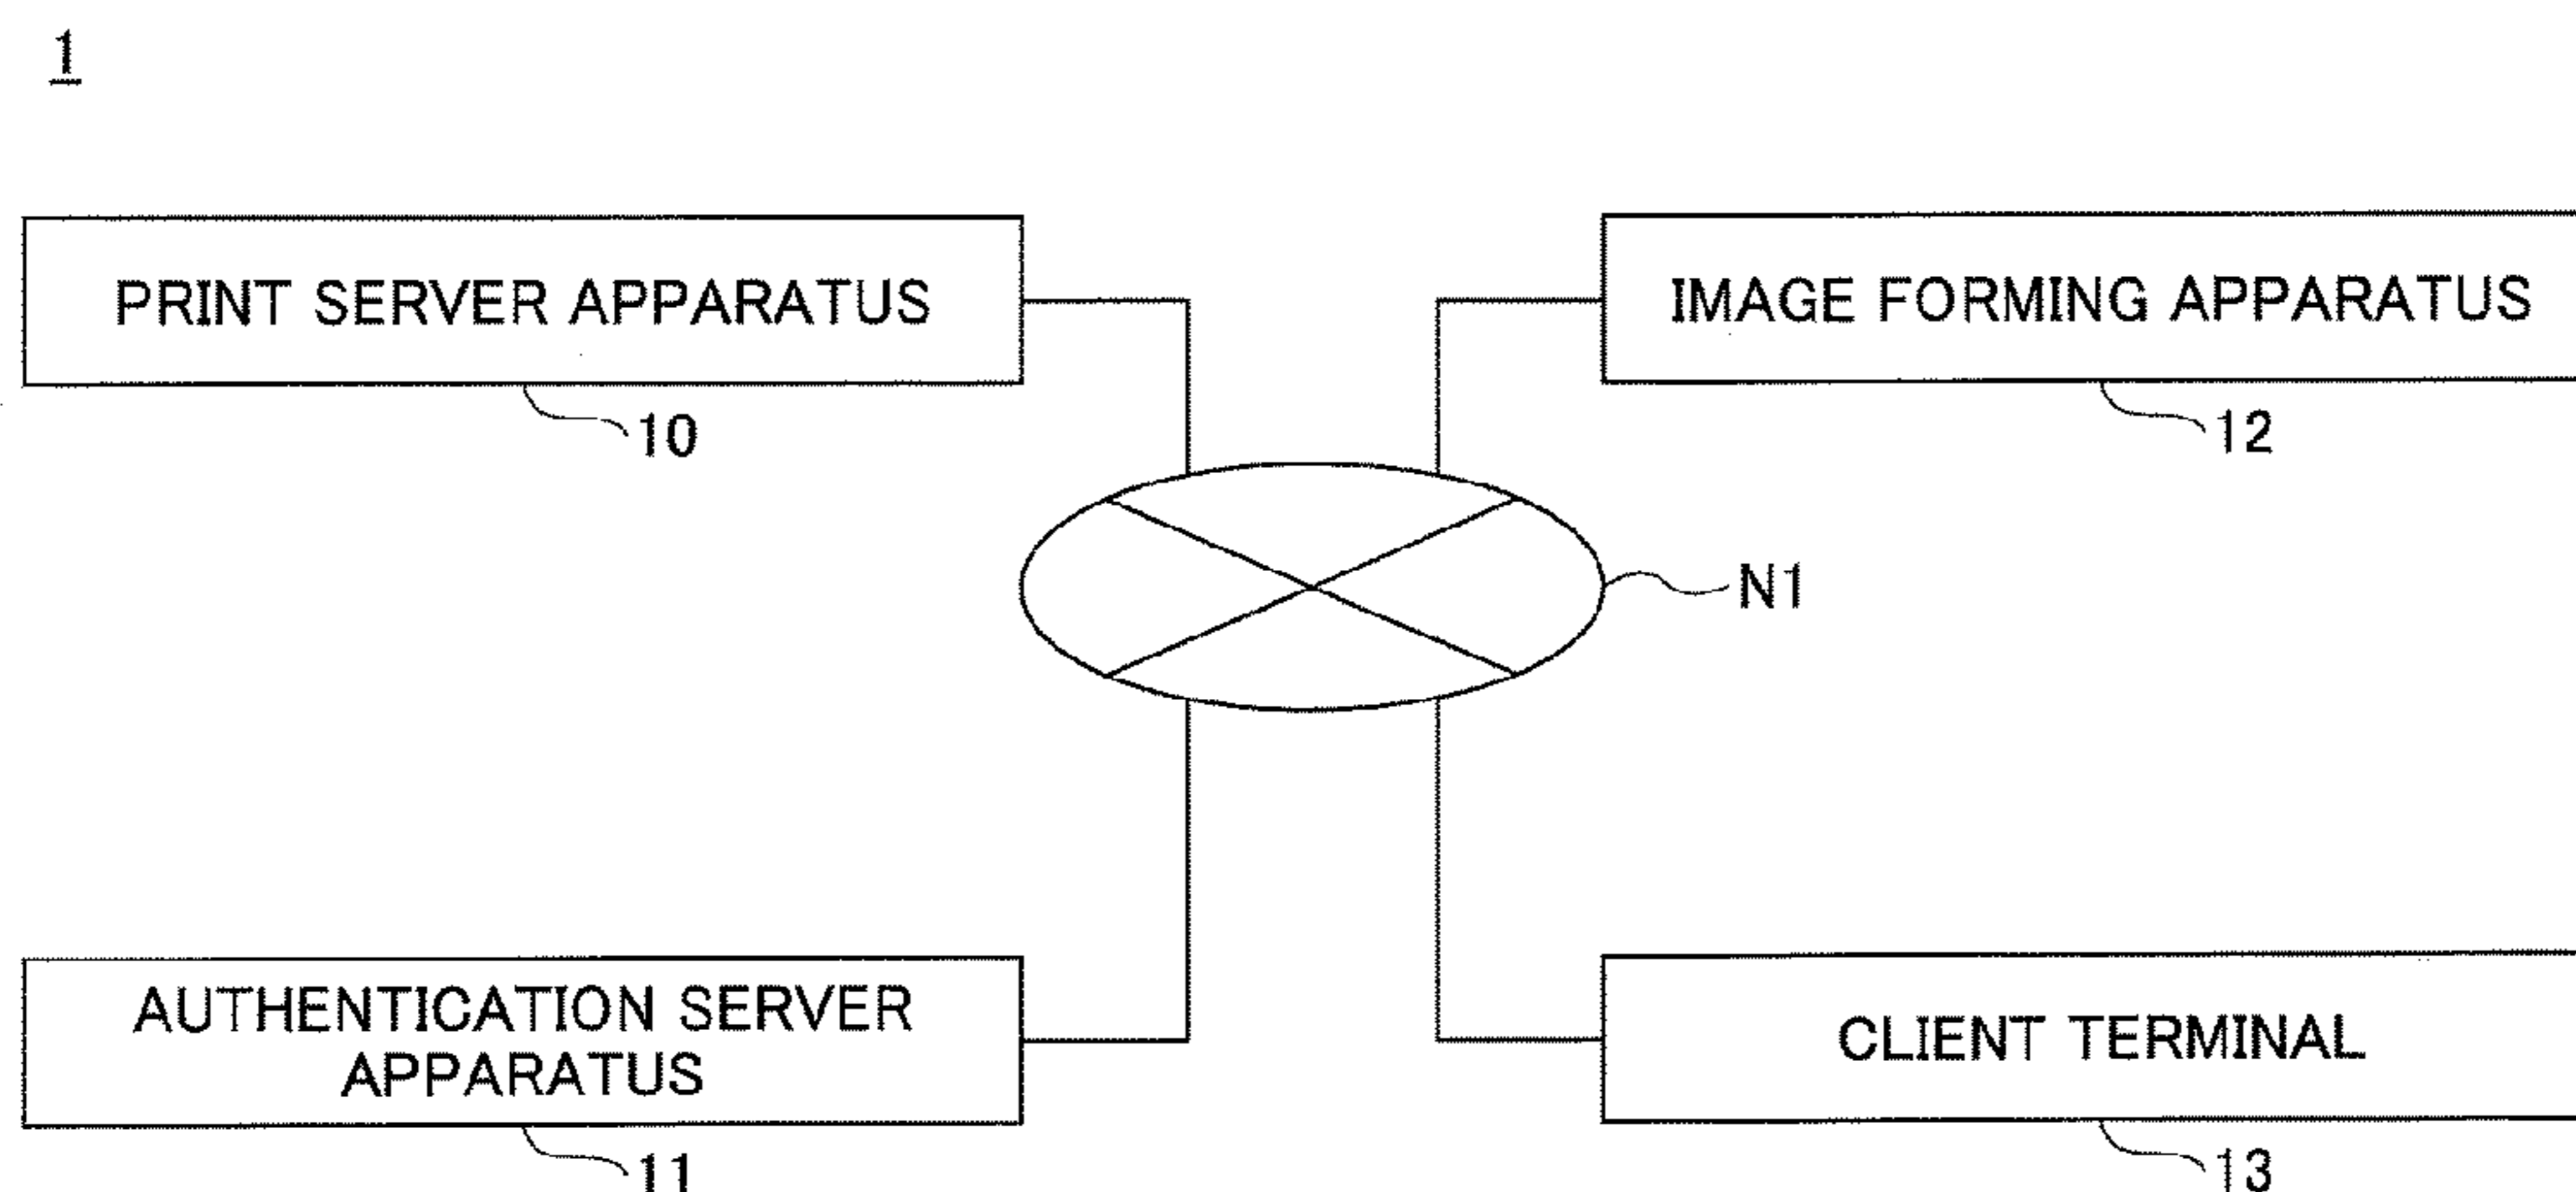 1
PRINT SERVER APPARATUS
IMAGE FORMING APPARATUS
10
12
N1
AUTHENTICATION SERVER
APPARATUS
CLIENT TERMINAL
11
13